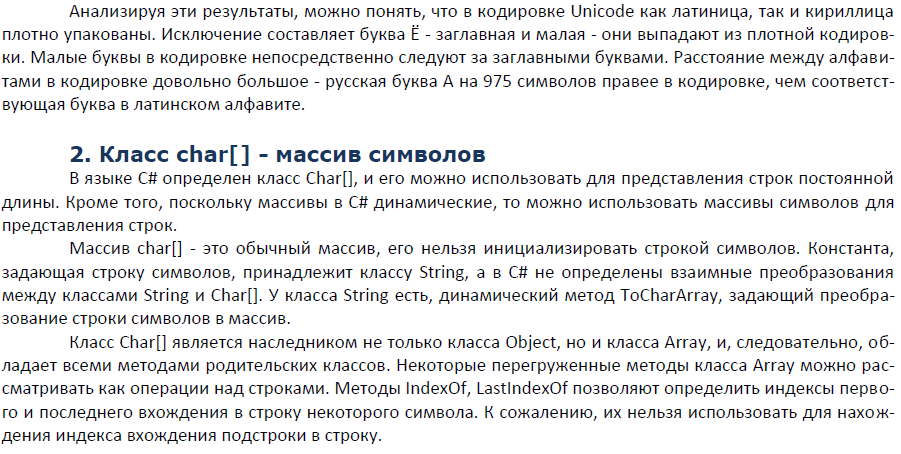 Анализируя эти результаты, можно понять, что в кодировке Unicode как латиница, так и кириллица
плотно упакованы. Исключение составляет буква Ё - заглавная и малая - они выпадают из плотной кодиров-
ки. Малые буквы в кодировке непосредственно следуют за заглавными буквами. Расстояние между алфави-
тами в кодировке довольно большое - русская буква А на 975 символов правее в кодировке, чем соответст-
вующая буква в латинском алфавите.
2. Класс char[] - массив символов
В языке C# определен класс Char[], и его можно использовать для представления строк постоянной
длины. Кроме того, поскольку массивы в C# динамические, то можно использовать массивы символов для
представления строк.
Массив char[] - это обычный массив, его нельзя инициализировать строкой символов. Константа,
задающая строку символов, принадлежит классу String, а в C# не определены взаимные преобразования
между классами String и Char[]. У класса String есть, динамический метод ToCharArray, задающий преобра-
зование строки символов в массив.
Класс Char[] является наследником не только класса Object, но и класса Array, и, следовательно, об-
ладает всеми методами родительских классов. Некоторые перегруженные методы класса Array можно рас-
сматривать как операции над строками. Методы IndexOf, LastIndexOf позволяют определить индексы перво-
го и последнего вхождения в строку некоторого символа. К сожалению, их нельзя использовать для нахож-
дения индекса вхождения подстроки в строку.